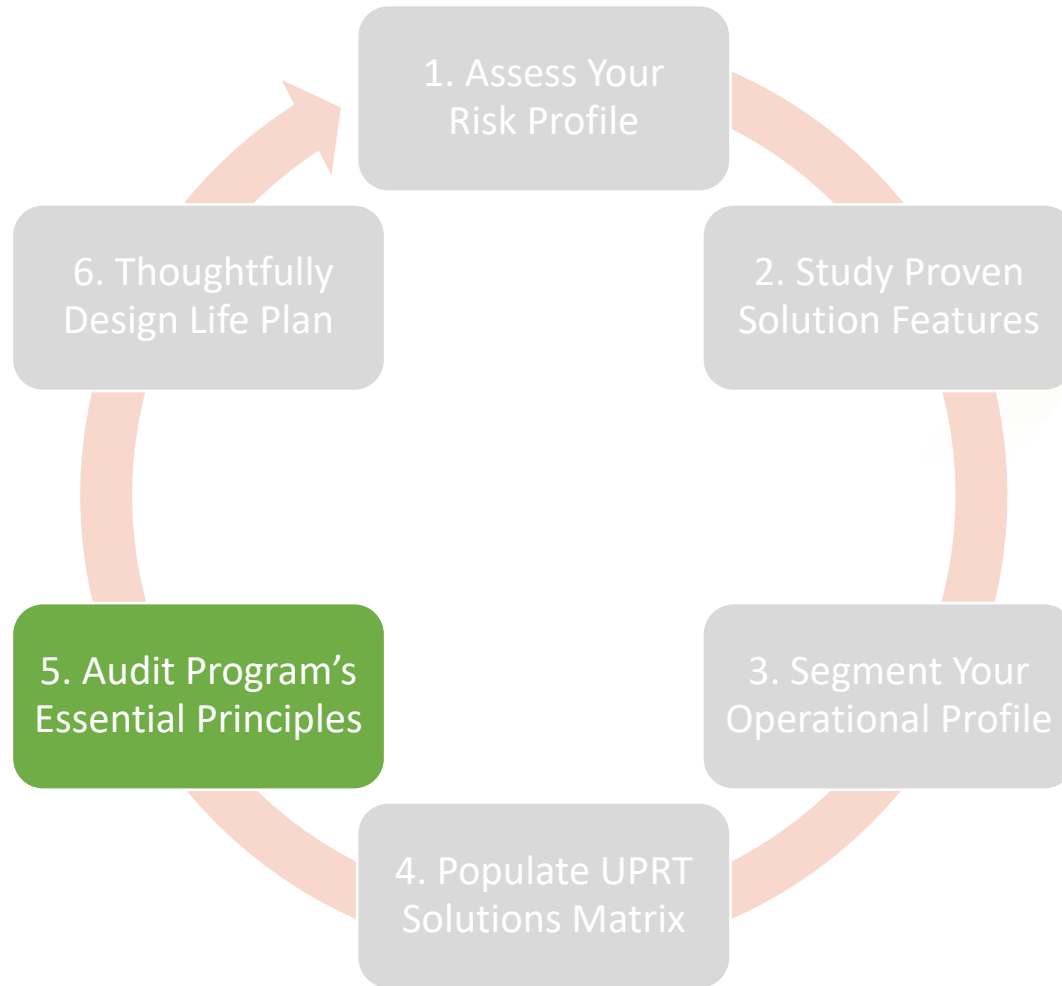 1. Assess Your
Risk Profile
2. Study Proven
Solution Features
3. Segment Your
Operational Profile
4. Populate UPRT
Solutions Matrix
5. Audit Program’s
Essential Principles
6. Thoughtfully
Design Life Plan